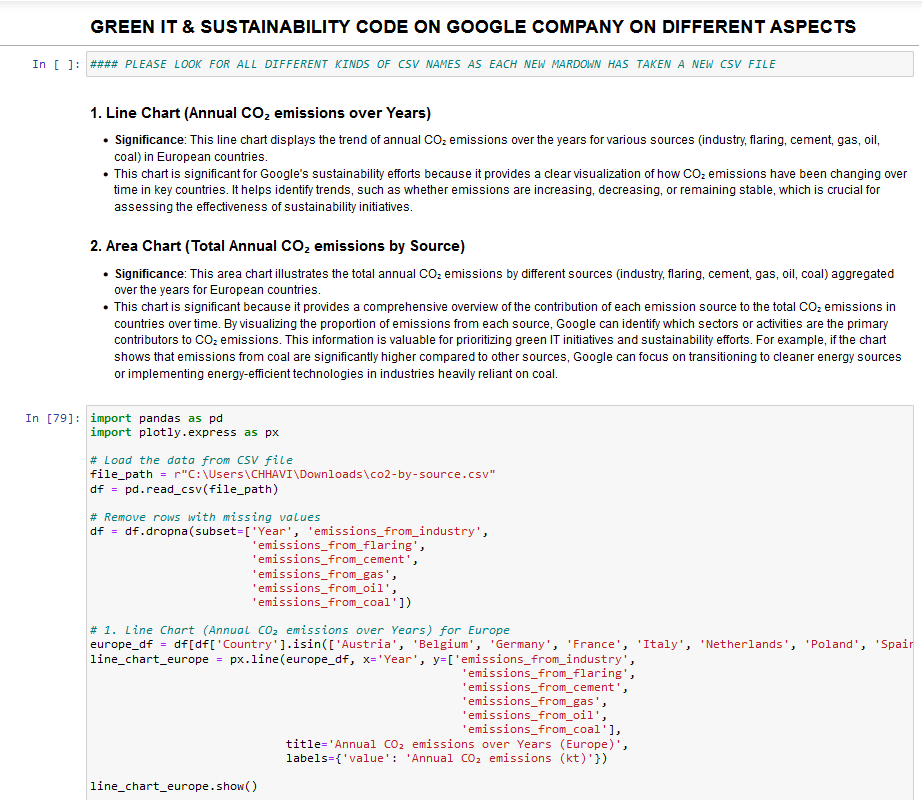 GREEN IT & SUSTAINABILITY CODE ON GOOGLE COMPANY ON DIFFERENT ASPECTS
In [ ]: #### PLEASE LOOK FOR ALL DIFFERENT KINDS OF CSV NAMES AS EACH NEW MARDOWN HAS TAKEN A NEW CSV FILE
1. Line Chart (Annual CO₂ emissions over Years)
• Significance: This line chart displays the trend of annual CO₂ emissions over the years for various sources (industry, flaring, cement, gas, oil,
coal) in European countries.
• This chart is significant for Google's sustainability efforts because it provides a clear visualization of how CO₂ emissions have been changing over
time in key countries. It helps identify trends, such as whether emissions are increasing, decreasing, or remaining stable, which is crucial for
assessing the effectiveness of sustainability initiatives.
2. Area Chart (Total Annual CO₂ emissions by Source)
• Significance: This area chart illustrates the total annual CO₂ emissions by different sources (industry, flaring, cement, gas, oil, coal) aggregated
over the years for European countries.
• This chart is significant because it provides a comprehensive overview of the contribution of each emission source to the total CO₂ emissions in
countries over time. By visualizing the proportion of emissions from each source, Google can identify which sectors or activities are the primary
contributors to CO₂ emissions. This information is valuable for prioritizing green IT initiatives and sustainability efforts. For example, if the chart
shows that emissions from coal are significantly higher compared to other sources, Google can focus on transitioning to cleaner energy sources
or implementing energy-efficient technologies in industries heavily reliant on coal.
In [79]: import pandas as pd
import plotly.express as px
# Load the data from CSV file
file_path = r"C:\Users\CHHAVI\Downloads\co2-by-source.csv"
df = pd.read_csv(file_path)
# Remove rows with missing values
df = df.dropna(subset=['Year', 'emissions_from_industry',
'emissions_from_flaring',
'emissions_from_cement',
'emissions_from_gas',
'emissions_from_oil',
'emissions_from_coal'])
# 1. Line Chart (Annual CO₂ emissions over Years) for Europe
europe_df = df[df['Country'].isin(['Austria', 'Belgium', 'Germany', 'France', 'Italy', 'Netherlands', 'Poland', 'Spain
line_chart_europe = px.line(europe_df, x='Year', y=['emissions_from_industry',
'emissions_from_flaring',
'emissions_from_cement',
'emissions_from_gas',
'emissions_from_oil',
'emissions_from_coal'],
title='Annual CO₂ emissions over Years (Europe)',
labels={'value': 'Annual CO₂ emissions (kt)'})
line_chart_europe.show()